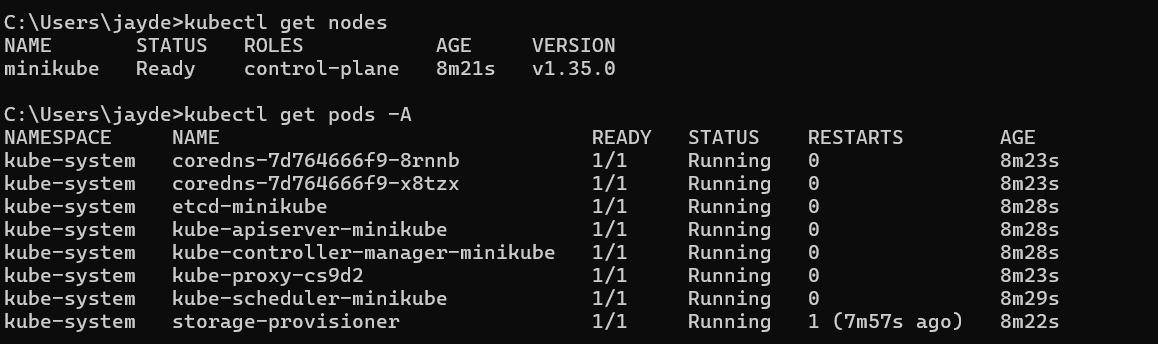 C:\Users\jayde>kubectl get nodes
NAME       STATUS   ROLES           AGE     VERSION
minikube   Ready    control-plane   8m21s   v1.35.0
C:\Users\jayde>kubectl get pods -A
NAMESPACE     NAME                               READY   STATUS    RESTARTS        AGE
kube-system   coredns-7d764666f9-8rnnb           1/1     Running   0               8m23s
kube-system   coredns-7d764666f9-x8tzx           1/1     Running   0               8m23s
kube-system   etcd-minikube                      1/1     Running   0               8m28s
kube-system   kube-apiserver-minikube            1/1     Running   0               8m28s
kube-system   kube-controller-manager-minikube   1/1     Running   0               8m28s
kube-system   kube-proxy-cs9d2                   1/1     Running   0               8m23s
kube-system   kube-scheduler-minikube            1/1     Running   0               8m29s
kube-system   storage-provisioner                1/1     Running   1 (7m57s ago)   8m22s